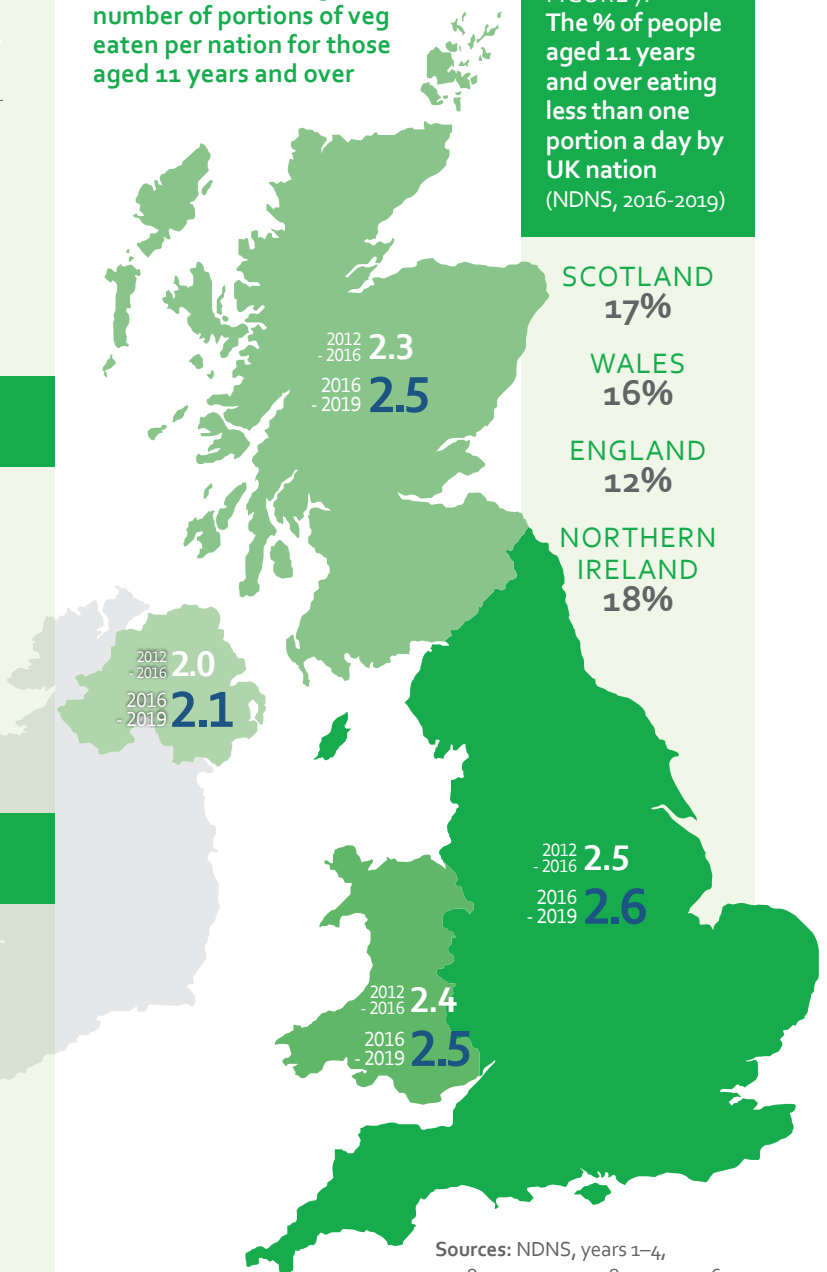 number of portions of veg
eaten per nation for those
aged 11 years and over
The % of people
aged 11 years
and over eating
less than one
portion a day by
UK nation
(NDNS, 2016-2019)
SCOTLAND
17%
WALES
16%
ENGLAND
12%
NORTHERN
IRELAND
18%
2012
- 2016 2.3
2016
- 2019 2.5
2012
- 2016 2.0
2016
- 2019 2.1
2012
- 2016 2.5
2016
- 2019 2.6
2012
- 2016 2.4
2016
- 2019 2.5
Sources: NDNS, years 1–4,